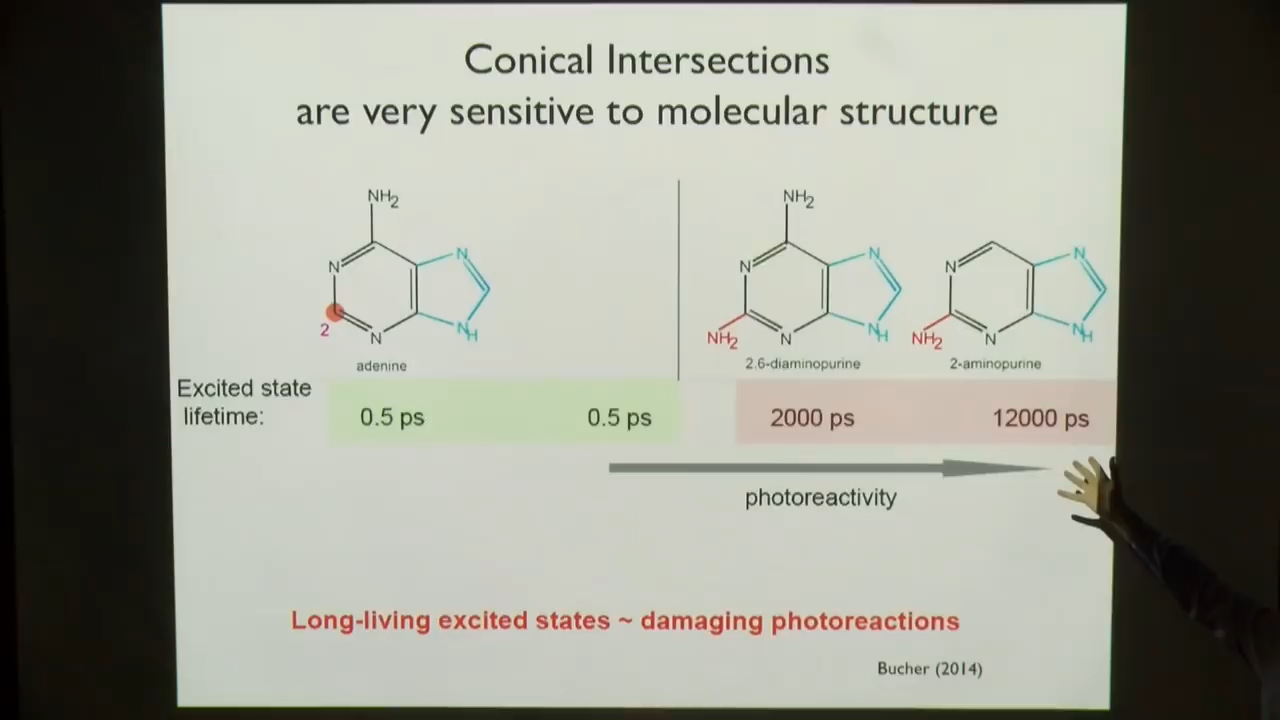 Conical Intersections
are very sensitive to molecular structure
NH2
N
N
N
NH
2
adenine
NH2
N
N
N
NH
NH2
2.6-diaminopurine
N
N
N
NH
NH2
2-aminopurine
Excited state
lifetime:
0.5 ps
0.5 ps
2000 ps
12000 ps
photoreactivity
Long-living excited states ~ damaging photoreactions
Bucher (2014)